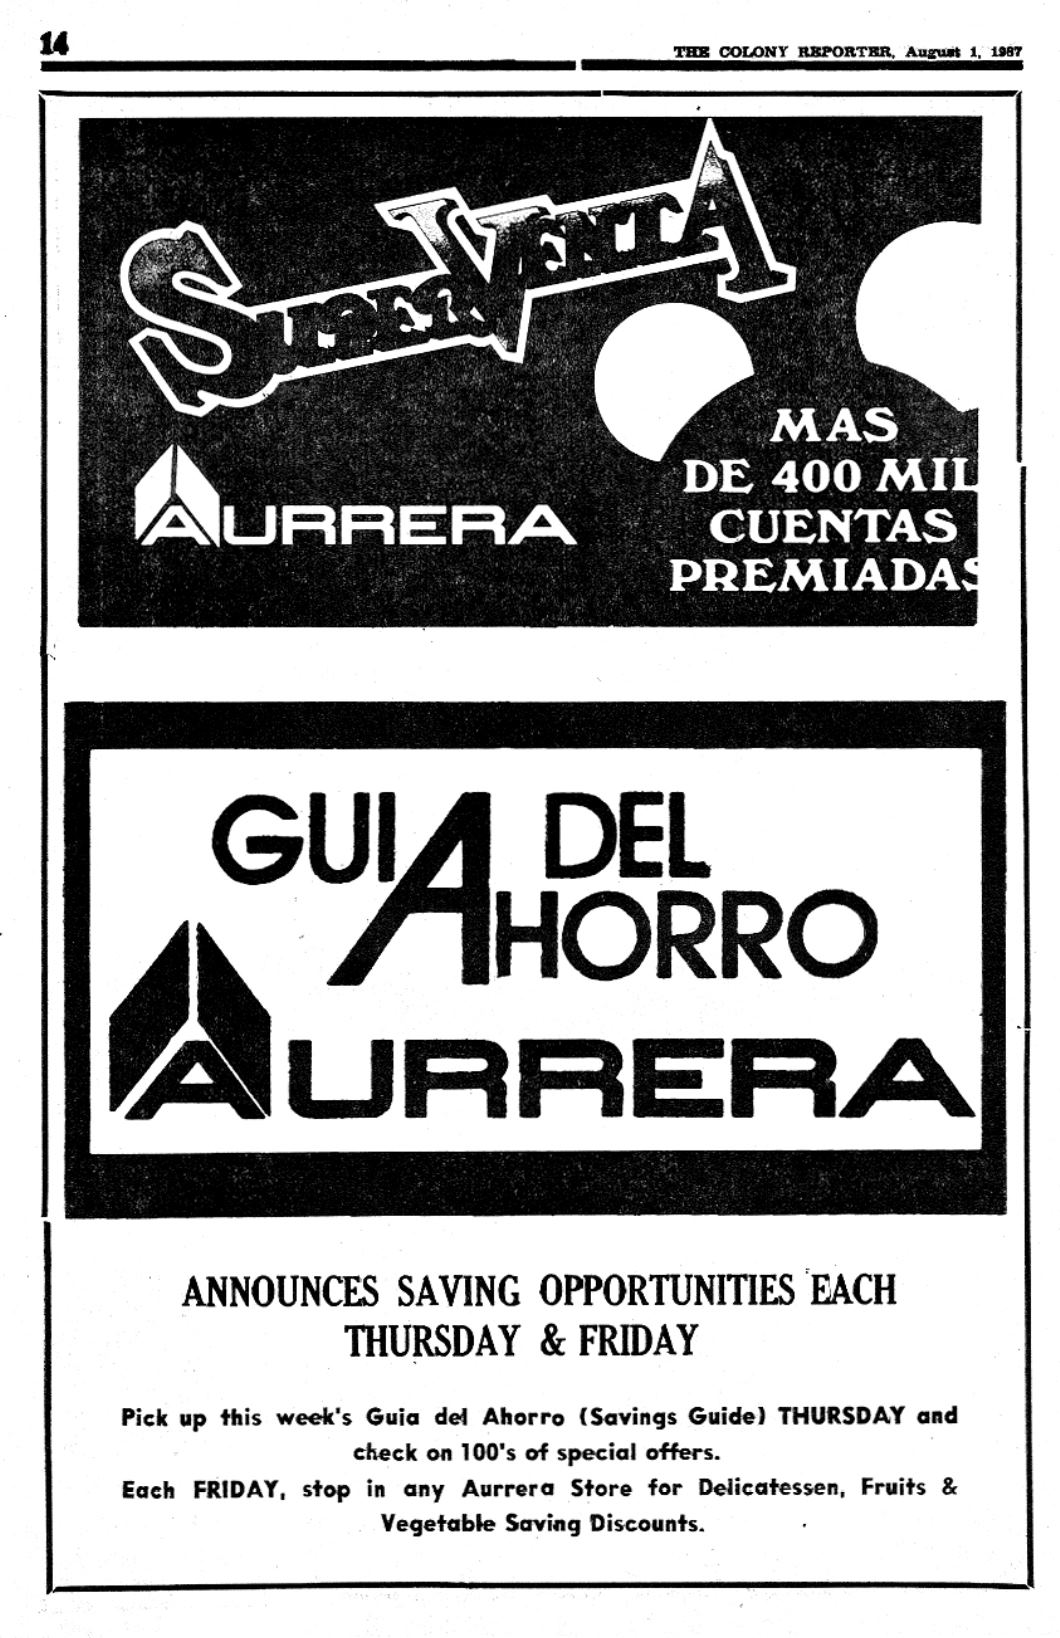 14
THE COLONY REPORTER, August 1, 1987
SUPERVENTA
AURRERA
MAS
DE 400 MIL
CUENTAS
PREMIADAS
GUIA DEL
AHORRO
AURRERA
ANNOUNCES SAVING OPPORTUNITIES EACH
THURSDAY & FRIDAY
Pick up this week's Guia del Ahorro (Savings Guide) THURSDAY and
check on 100's of special offers.
Each FRIDAY, stop in any Aurrera Store for Delicatessen, Fruits &
Vegetable Saving Discounts.